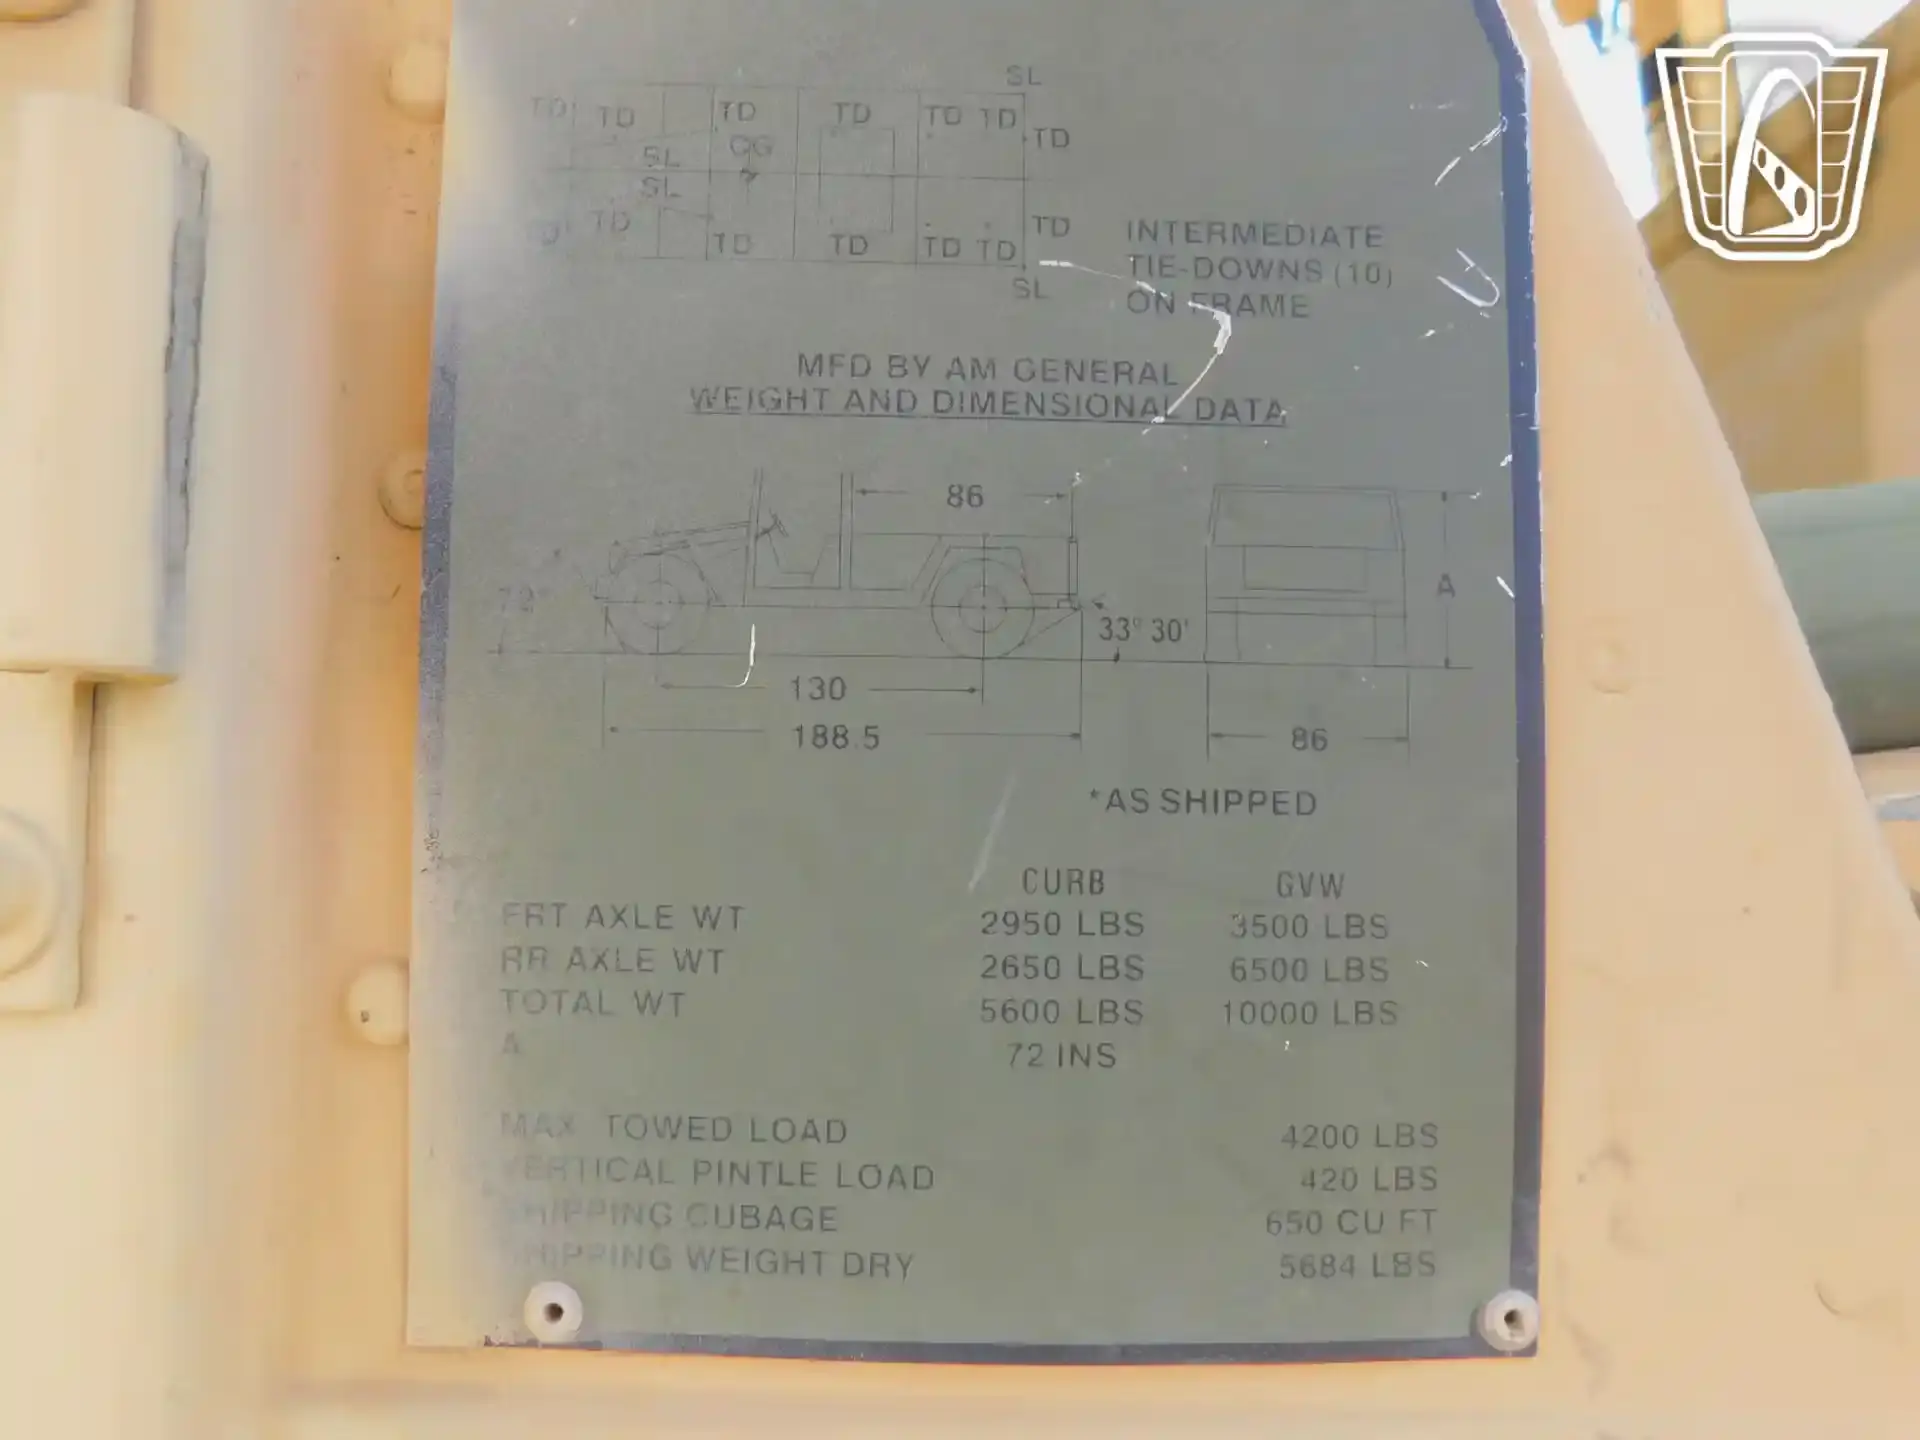 SL
TD TD TD TD TD TD
TD
SL CG
SL
TD TD TD TD TD
TD
SL
INTERMEDIATE
TIE-DOWNS (10)
ON FRAME
MFD BY AM GENERAL
WEIGHT AND DIMENSIONAL DATA
86
A
72°
33° 30'
130
188.5
86
*AS SHIPPED
CURB GVW
FRT AXLE WT 2950 LBS 3500 LBS
RR AXLE WT 2650 LBS 6500 LBS
TOTAL WT 5600 LBS 10000 LBS
A 72 INS
MAX TOWED LOAD 4200 LBS
VERTICAL PINTLE LOAD 420 LBS
SHIPPING CUBAGE 650 CU FT
SHIPPING WEIGHT DRY 5684 LBS